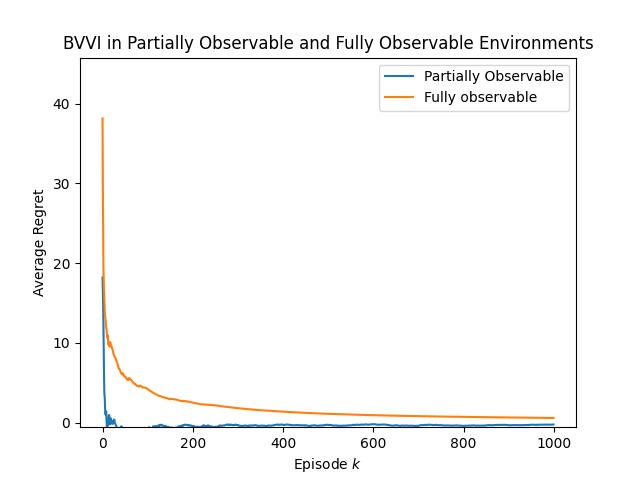 BVVI in Partially Observable and Fully Observable Environments
Partially Observable
Fully observable
Average Regret
40
30
20
10
0
0 200 400 600 800 1000
Episode k